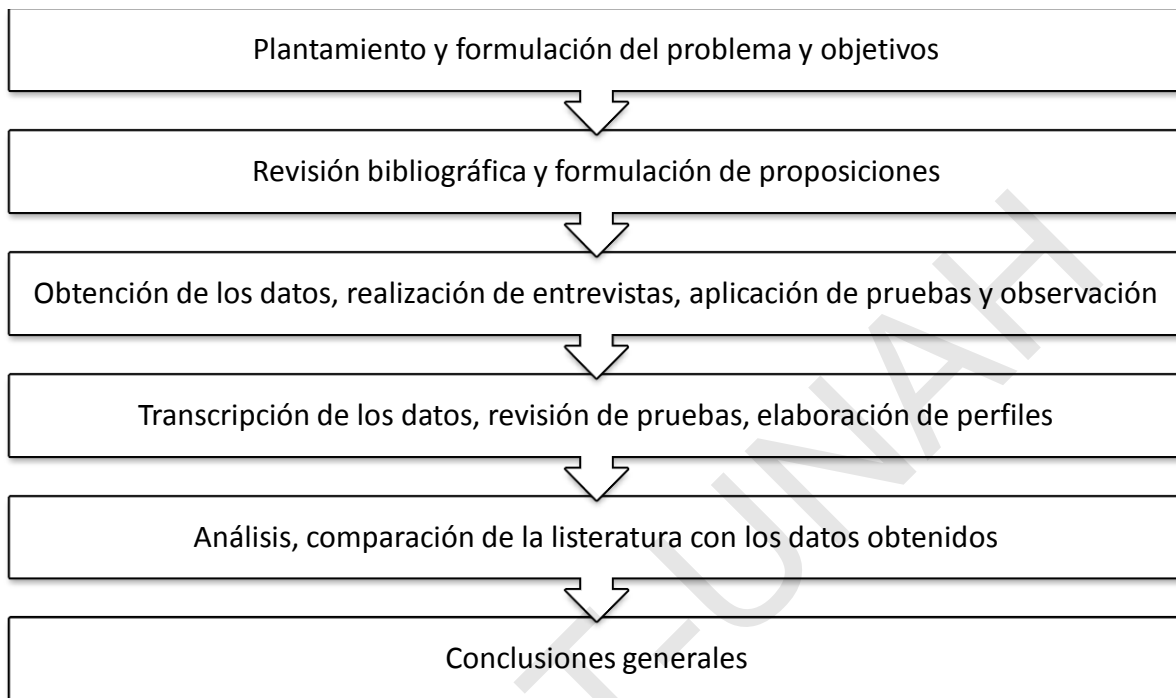 Plantamiento y formulación del problema y objetivos
Revisión bibliográfica y formulación de proposiciones
Obtención de los datos, realización de entrevistas, aplicación de pruebas y observación
Transcripción de los datos, revisión de pruebas, elaboración de perfiles
Análisis, comparación de la listeratura con los datos obtenidos
Conclusiones generales
T-UNAH